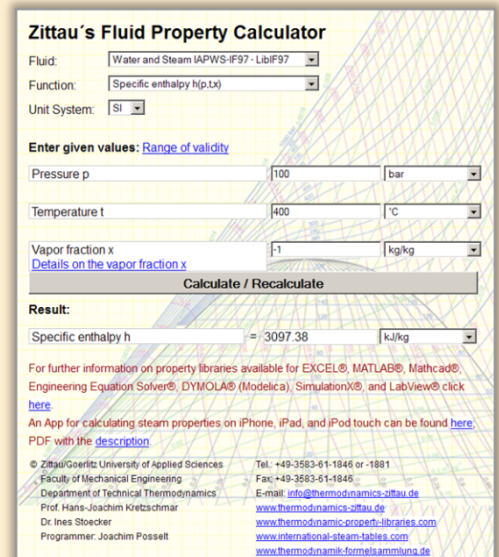 Zittau´s Fluid Property Calculator
Fluid: Water and Steam IAPWS-IF97 - LibIF97
Function: Specific enthalpy h(p,t,x)
Unit System: SI
Enter given values: Range of validity
Pressure p 100 bar
Temperature t 400 °C
Vapor fraction x -1 kg/kg
Details on the vapor fraction x
Calculate / Recalculate
Result:
Specific enthalpy h = 3097.38 kJ/kg
For further information on property libraries available for EXCEL®, MATLAB®, Mathcad®,
Engineering Equation Solver®, DYMOLA® (Modelica), SimulationX®, and LabView® click
here.
An App for calculating steam properties on iPhone, iPad, and iPod touch can be found here;
PDF with the description.
© Zittau/Goerlitz University of Applied Sciences Tel.: +49-3583-61-1846 or -1881
Faculty of Mechanical Engineering Fax: +49-3583-61-1846
Department of Technical Thermodynamics E-mail: info@thermodynamics-zittau.de
Prof. Hans-Joachim Kretzschmar www.thermodynamics-zittau.de
Dr. Ines Stoecker www.thermodynamic-property-libraries.com
Programmer: Joachim Posselt www.international-steam-tables.com
www.thermodynamik-formelsammlung.de